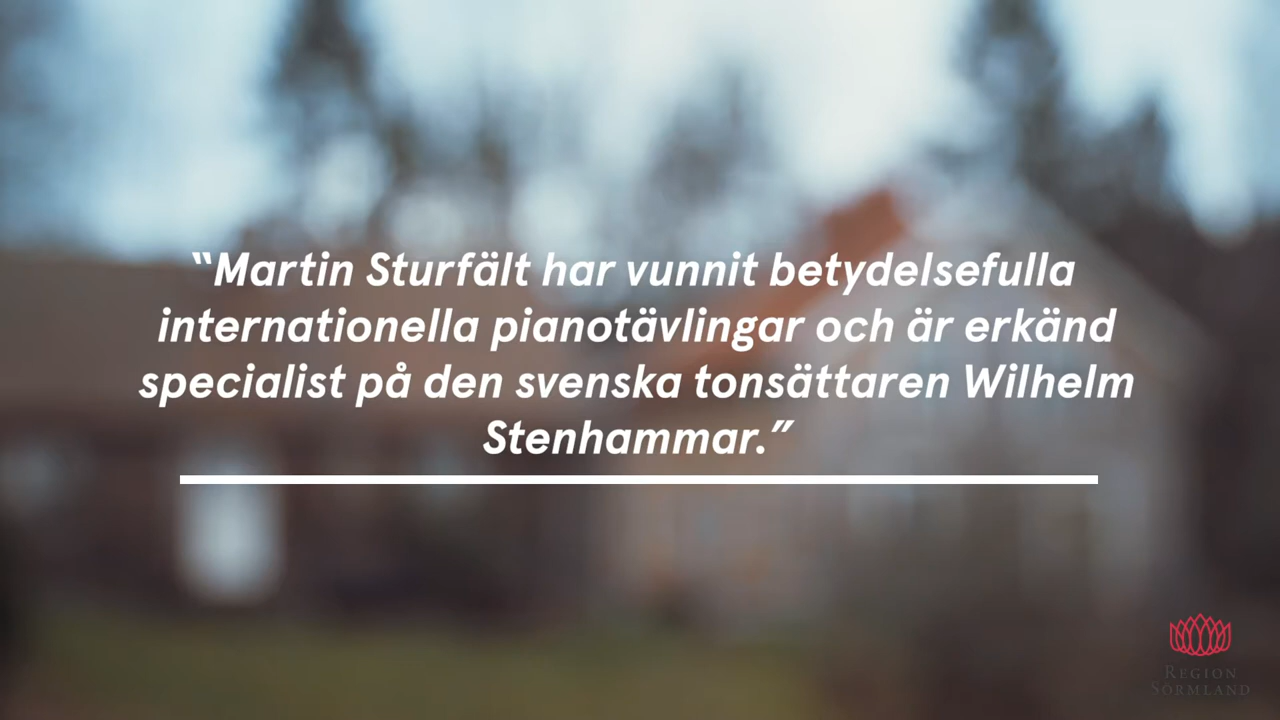 “Martin Sturfält har vunnit betydelsefulla
internationella pianotävlingar och är erkänd
specialist på den svenska tonsättaren Wilhelm
Stenhammar.”
REGION
SÖRMLAND